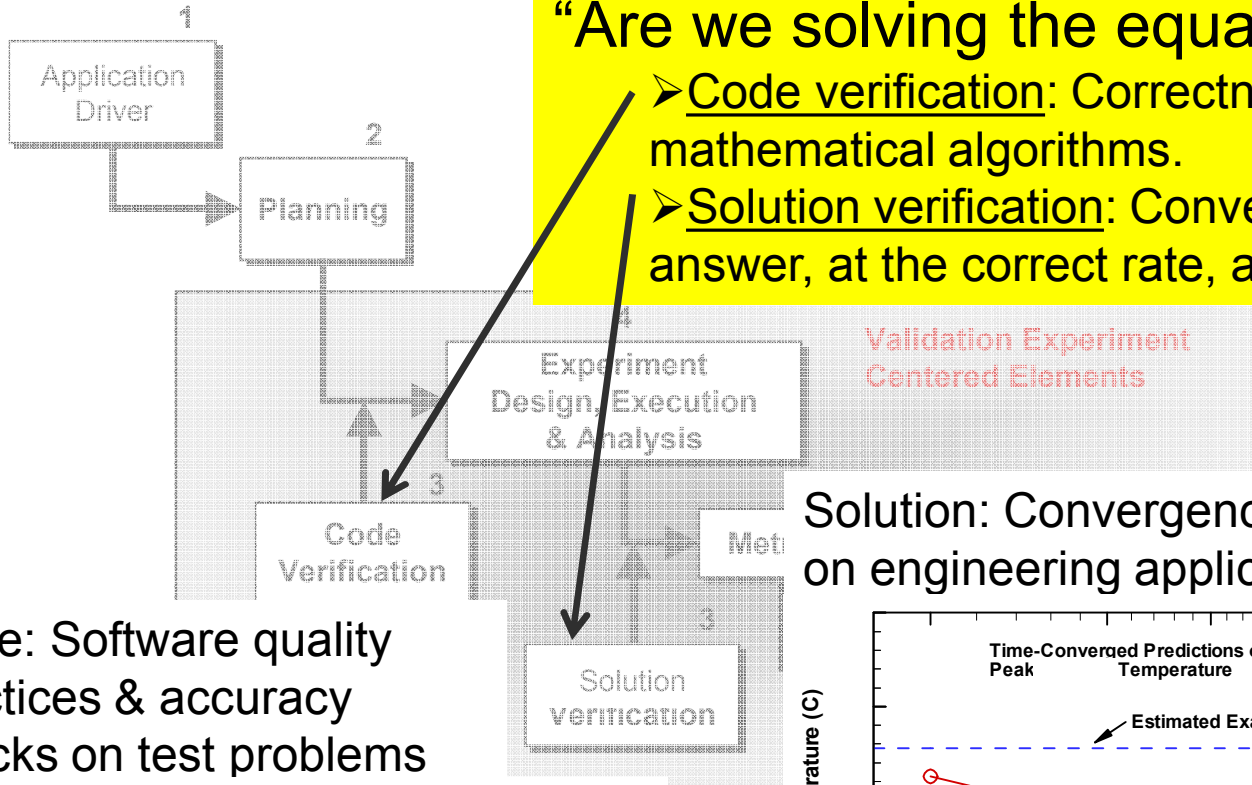 “Are we solving the equa
➢Code verification: Correctn
mathematical algorithms.
➢Solution verification: Conve
answer, at the correct rate, a
1
Application
Driver
2
Planning
4
Validation Experiment
Centered Elements
Experiment
Design, Execution
& Analysis
3
Code
Verification
Metr
Solution: Convergenc
on engineering applic
e: Software quality
ctices & accuracy
cks on test problems
3
Solution
Verification
Time-Converged Predictions o
Peak Temperature
Estimated Exa
rature (C)